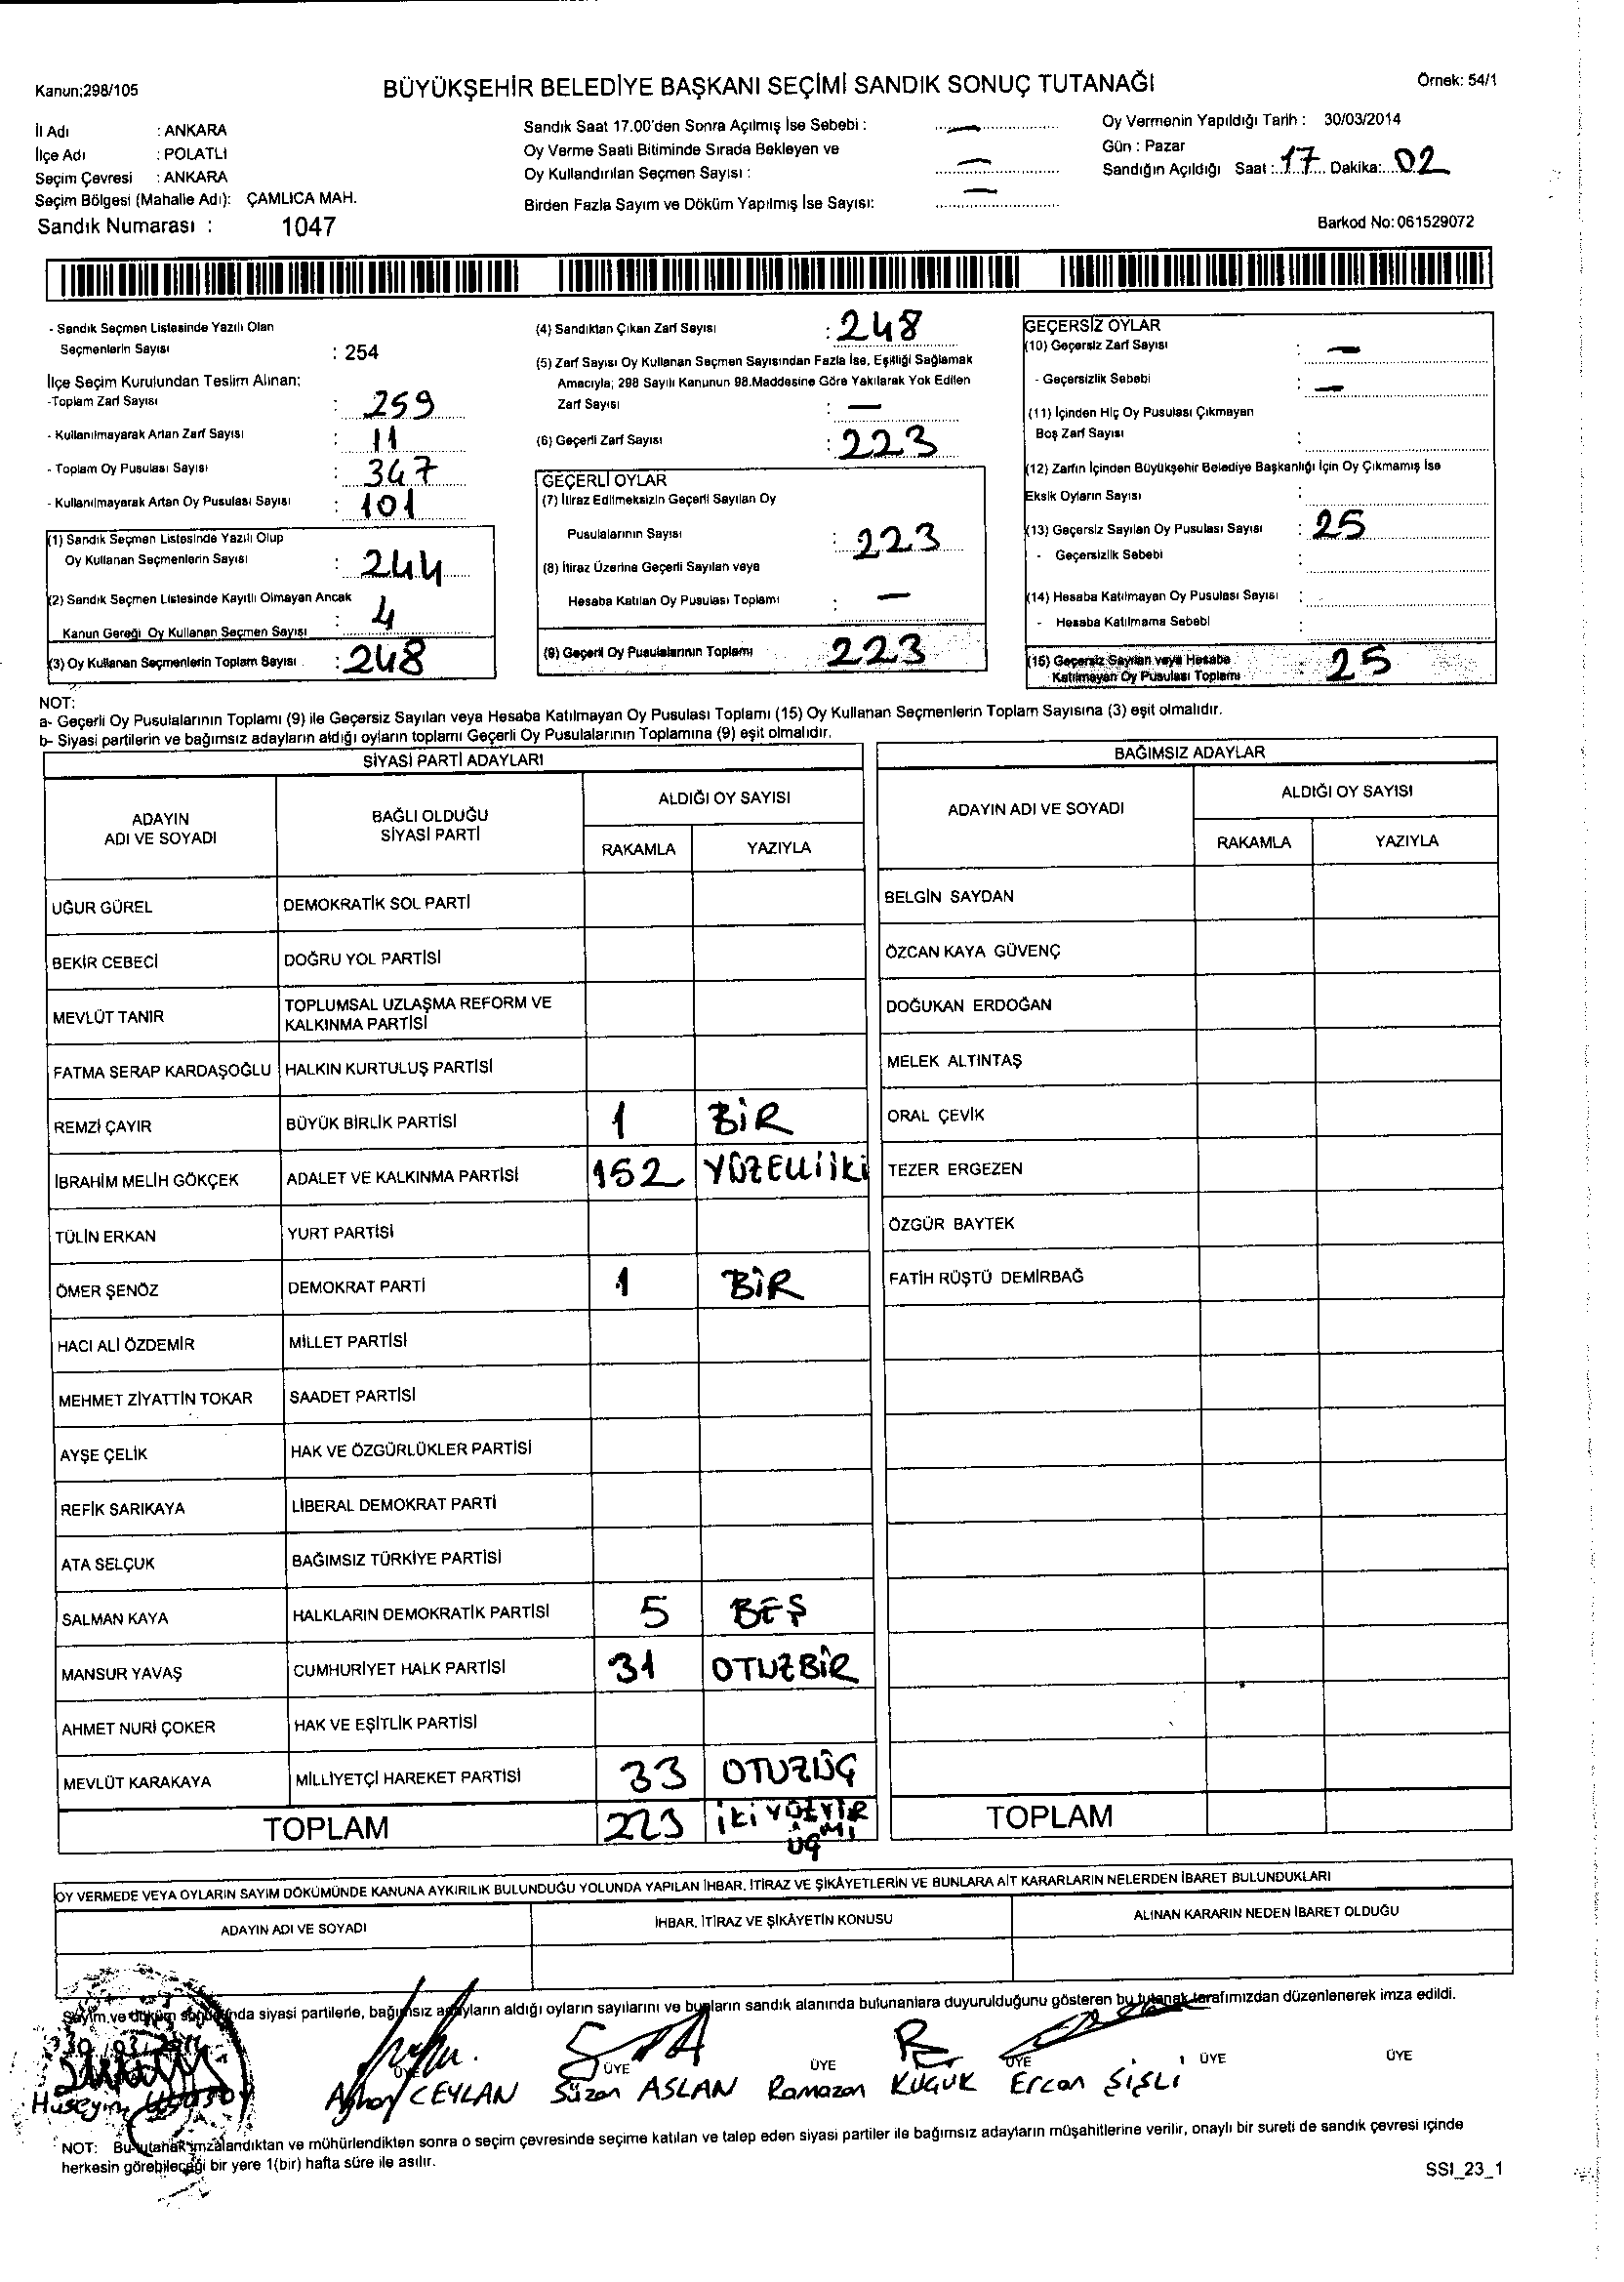 Kanun;298/105
BÜYÜKŞEHİR BELEDİYE BAŞKANI SEÇİMİ SANDIK SONUÇ TUTANAĞI
Örnek: 54/1
İl Adı : ANKARA
İlçe Adı : POLATLI
Seçim Çevresi : ANKARA
Seçim Bölgesi (Mahalle Adı): ÇAMLICA MAH.
Sandık Numarası : 1047
Sandık Saat 17.00'den Sonra Açılmış İse Sebebi : —
Oy Verme Saati Bitiminde Sırada Bekleyen ve
Oy Kullandırılan Seçmen Sayısı : —
Birden Fazla Sayım ve Döküm Yapılmış İse Sayısı: —
Oy Vermenin Yapıldığı Tarih : 30/03/2014
Gün : Pazar
Sandığın Açıldığı Saat : 17 Dakika: 02
Barkod No: 061529072
- Sandık Seçmen Listesinde Yazılı Olan
Seçmenlerin Sayısı : 254
İlçe Seçim Kurulundan Teslim Alınan;
-Toplam Zarf Sayısı : 259
- Kullanılmayarak Artan Zarf Sayısı : 11
- Toplam Oy Pusulası Sayısı : 347
- Kullanılmayarak Artan Oy Pusulası Sayısı : 101
(1) Sandık Seçmen Listesinde Yazılı Olup
Oy Kullanan Seçmenlerin Sayısı : 244
(2) Sandık Seçmen Listesinde Kayıtlı Olmayan Ancak
Kanun Gereği Oy Kullanan Seçmen Sayısı : 4
(3) Oy Kullanan Seçmenlerin Toplam Sayısı : 248
(4) Sandıktan Çıkan Zarf Sayısı : 248
(5) Zarf Sayısı Oy Kullanan Seçmen Sayısından Fazla İse, Eşitliği Sağlamak
Amacıyla; 298 Sayılı Kanunun 98.Maddesine Göre Yakılarak Yok Edilen
Zarf Sayısı : —
(6) Geçerli Zarf Sayısı : 223
GEÇERLİ OYLAR
(7) İtiraz Edilmeksizin Geçerli Sayılan Oy
Pusulalarının Sayısı : 223
(8) İtiraz Üzerine Geçerli Sayılan veya
Hesaba Katılan Oy Pusulası Toplamı : —
(9) Geçerli Oy Pusulalarının Toplamı 223
GEÇERSİZ OYLAR
(10) Geçersiz Zarf Sayısı : —
- Geçersizlik Sebebi : —
(11) İçinden Hiç Oy Pusulası Çıkmayan
Boş Zarf Sayısı :
(12) Zarfın İçinden Büyükşehir Belediye Başkanlığı İçin Oy Çıkmamış İse
Eksik Oyların Sayısı :
(13) Geçersiz Sayılan Oy Pusulası Sayısı : 25
- Geçersizlik Sebebi :
(14) Hesaba Katılmayan Oy Pusulası Sayısı :
- Hesaba Katılmama Sebebi :
(15) Geçersiz Sayılan veya Hesaba
Katılmayan Oy Pusulası Toplamı : 25
NOT:
a- Geçerli Oy Pusulalarının Toplamı (9) ile Geçersiz Sayılan veya Hesaba Katılmayan Oy Pusulası Toplamı (15) Oy Kullanan Seçmenlerin Toplam Sayısına (3) eşit olmalıdır.
b- Siyasi partilerin ve bağımsız adayların aldığı oyların toplamı Geçerli Oy Pusulalarının Toplamına (9) eşit olmalıdır.
SİYASİ PARTİ ADAYLARI
ADAYIN
ADI VE SOYADI
BAĞLI OLDUĞU
SİYASİ PARTİ
ALDIĞI OY SAYISI
RAKAMLA YAZIYLA
UĞUR GÜREL DEMOKRATİK SOL PARTİ
BEKİR CEBECİ DOĞRU YOL PARTİSİ
MEVLÜT TANIR TOPLUMSAL UZLAŞMA REFORM VE
KALKINMA PARTİSİ
FATMA SERAP KARDAŞOĞLU HALKIN KURTULUŞ PARTİSİ
REMZİ ÇAYIR BÜYÜK BİRLİK PARTİSİ 1 BİR
İBRAHİM MELİH GÖKÇEK ADALET VE KALKINMA PARTİSİ 152 YÜZELLİİKİ
TÜLİN ERKAN YURT PARTİSİ
ÖMER ŞENÖZ DEMOKRAT PARTİ 1 BİR
HACI ALİ ÖZDEMİR MİLLET PARTİSİ
MEHMET ZİYATTİN TOKAR SAADET PARTİSİ
AYŞE ÇELİK HAK VE ÖZGÜRLÜKLER PARTİSİ
REFİK SARIKAYA LİBERAL DEMOKRAT PARTİ
ATA SELÇUK BAĞIMSIZ TÜRKİYE PARTİSİ
SALMAN KAYA HALKLARIN DEMOKRATİK PARTİSİ 5 BEŞ
MANSUR YAVAŞ CUMHURİYET HALK PARTİSİ 31 OTUZBİR
AHMET NURİ ÇOKER HAK VE EŞİTLİK PARTİSİ
MEVLÜT KARAKAYA MİLLİYETÇİ HAREKET PARTİSİ 33 OTUZÜÇ
TOPLAM 223 İKİYÜZYİR
Mİ
ÜÇ
BAĞIMSIZ ADAYLAR
ADAYIN ADI VE SOYADI
ALDIĞI OY SAYISI
RAKAMLA YAZIYLA
BELGİN SAYDAN
ÖZCAN KAYA GÜVENÇ
DOĞUKAN ERDOĞAN
MELEK ALTINTAŞ
ORAL ÇEVİK
TEZER ERGEZEN
ÖZGÜR BAYTEK
FATİH RÜŞTÜ DEMİRBAĞ
TOPLAM
OY VERMEDE VEYA OYLARIN SAYIM DÖKÜMÜNDE KANUNA AYKIRILIK BULUNDUĞU YOLUNDA YAPILAN İHBAR, İTİRAZ VE ŞİKÂYETLERİN VE BUNLARA AİT KARARLARIN NELERDEN İBARET BULUNDUKLARI
ADAYIN ADI VE SOYADI
İHBAR, İTİRAZ VE ŞİKÂYETİN KONUSU
ALINAN KARARIN NEDEN İBARET OLDUĞU
Sayım ve döküm sonucunda siyasi partilerle, bağımsız adayların aldığı oyların sayılarını ve bunların sandık alanında bulunanlara duyurulduğunu gösteren bu tutanak tarafımızdan düzenlenerek imza edildi.
ÜYE ÜYE ÜYE ÜYE ÜYE ÜYE
Hüseyin CEYLAN Süzan ASLAN Ramazan KÜÇÜK Ercan ŞİŞLİ
NOT: Bu tutanak imzalandıktan ve mühürlendikten sonra o seçim çevresinde seçime katılan ve talep eden siyasi partiler ile bağımsız adayların müşahitlerine verilir, onaylı bir sureti de sandık çevresi içinde
herkesin görebileceği bir yere 1(bir) hafta süre ile asılır.
SSI_23_1